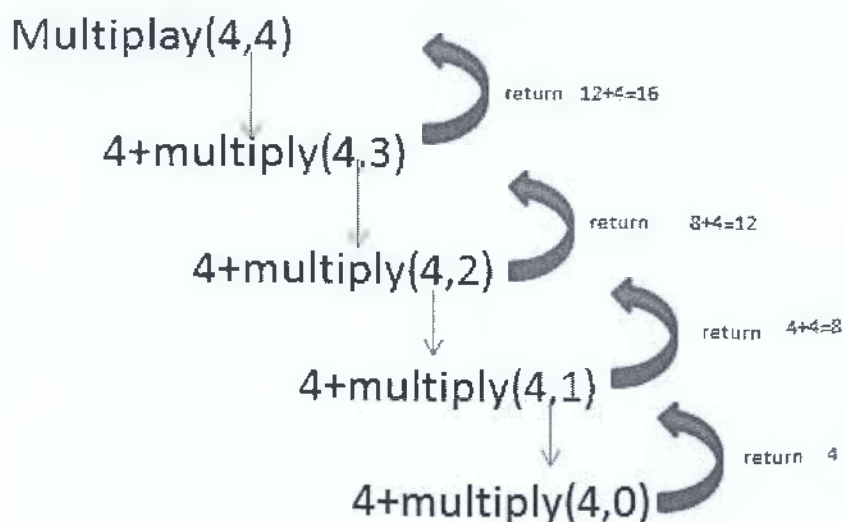 Multiplay(4,4)
return 12+4=16
4+multiply(4,3)
return 8+4=12
4+multiply(4,2)
return 4+4=8
4+multiply(4,1)
return 4
4+multiply(4,0)